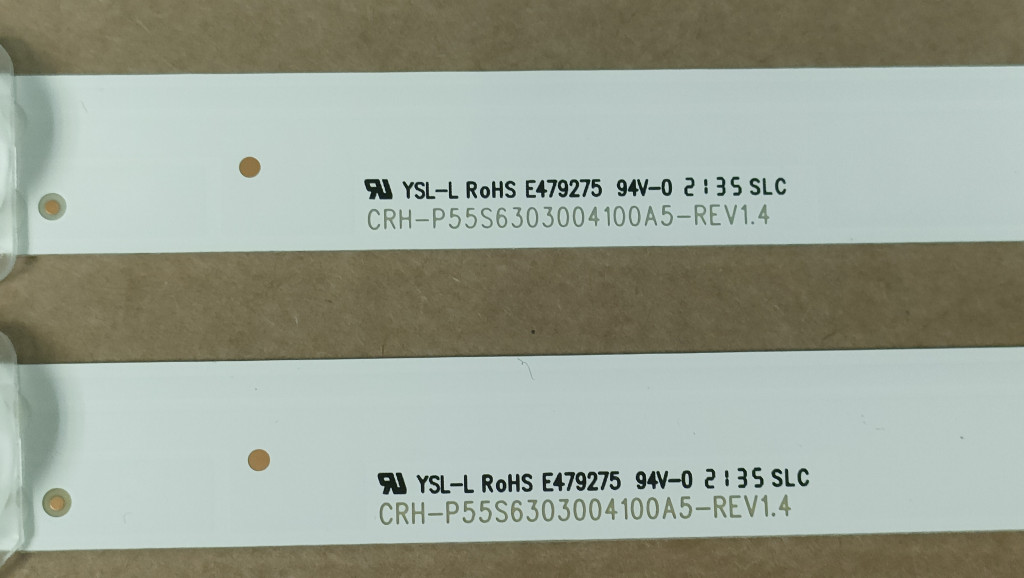 YSL-L RoHS E479275 94V-0 2135 SLC
CRH-P55S6303004100A5-REV1.4
YSL-L RoHS E479275 94V-0 2135 SLC
CRH-P55S6303004100A5-REV1.4